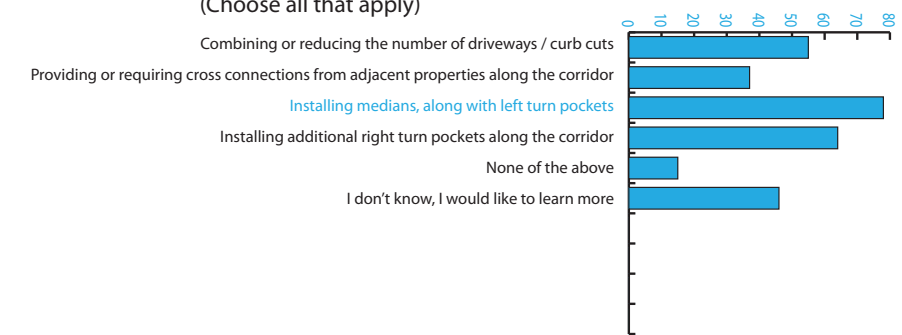 (Choose all that apply)
0 10 20 30 40 50 60 70 80
Combining or reducing the number of driveways / curb cuts
Providing or requiring cross connections from adjacent properties along the corridor
Installing medians, along with left turn pockets
Installing additional right turn pockets along the corridor
None of the above
I don't know, I would like to learn more